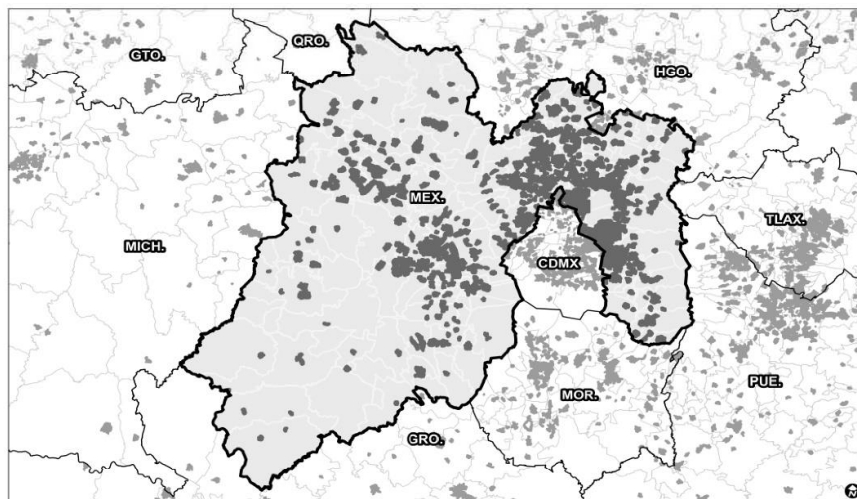 QRO.
GTO.
HGO.
MEX.
TLAX.
MICH.
CDMX
PUE.
MOR.
GRO.